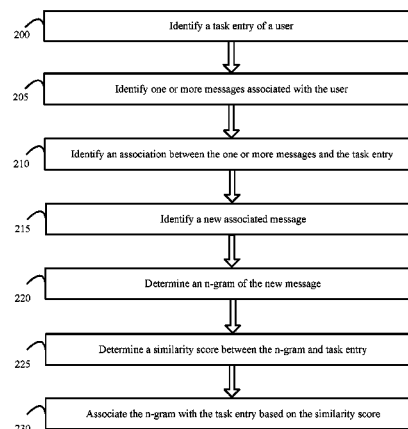 200
Identify a task entry of a user
205
Identify one or more messages associated with the user
210
Identify an association between the one or more messages and the task entry
215
Identify a new associated message
220
Determine an n-gram of the new message
225
Determine a similarity score between the n-gram and task entry
230
Associate the n-gram with the task entry based on the similarity score